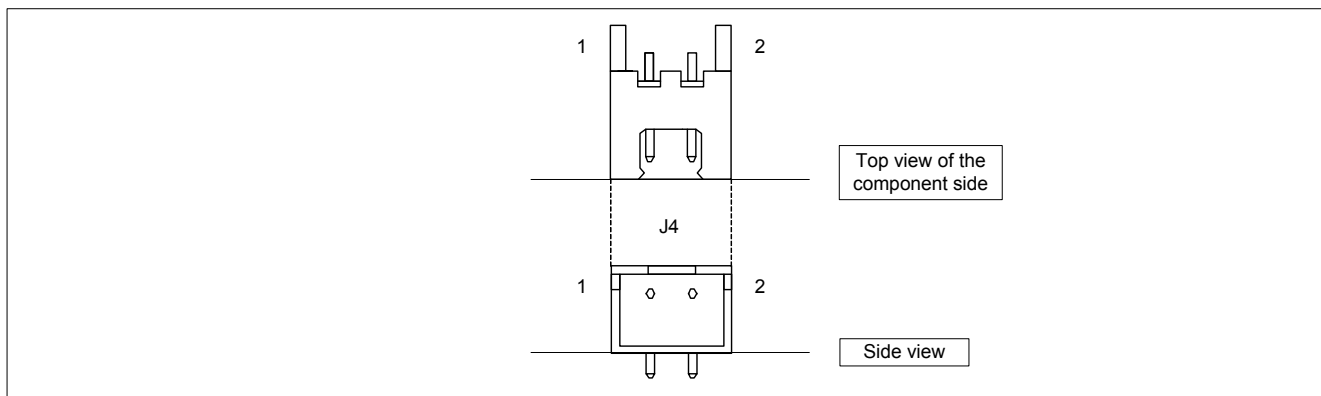 1 2
Top view of the
component side
J4
1 2
Side view